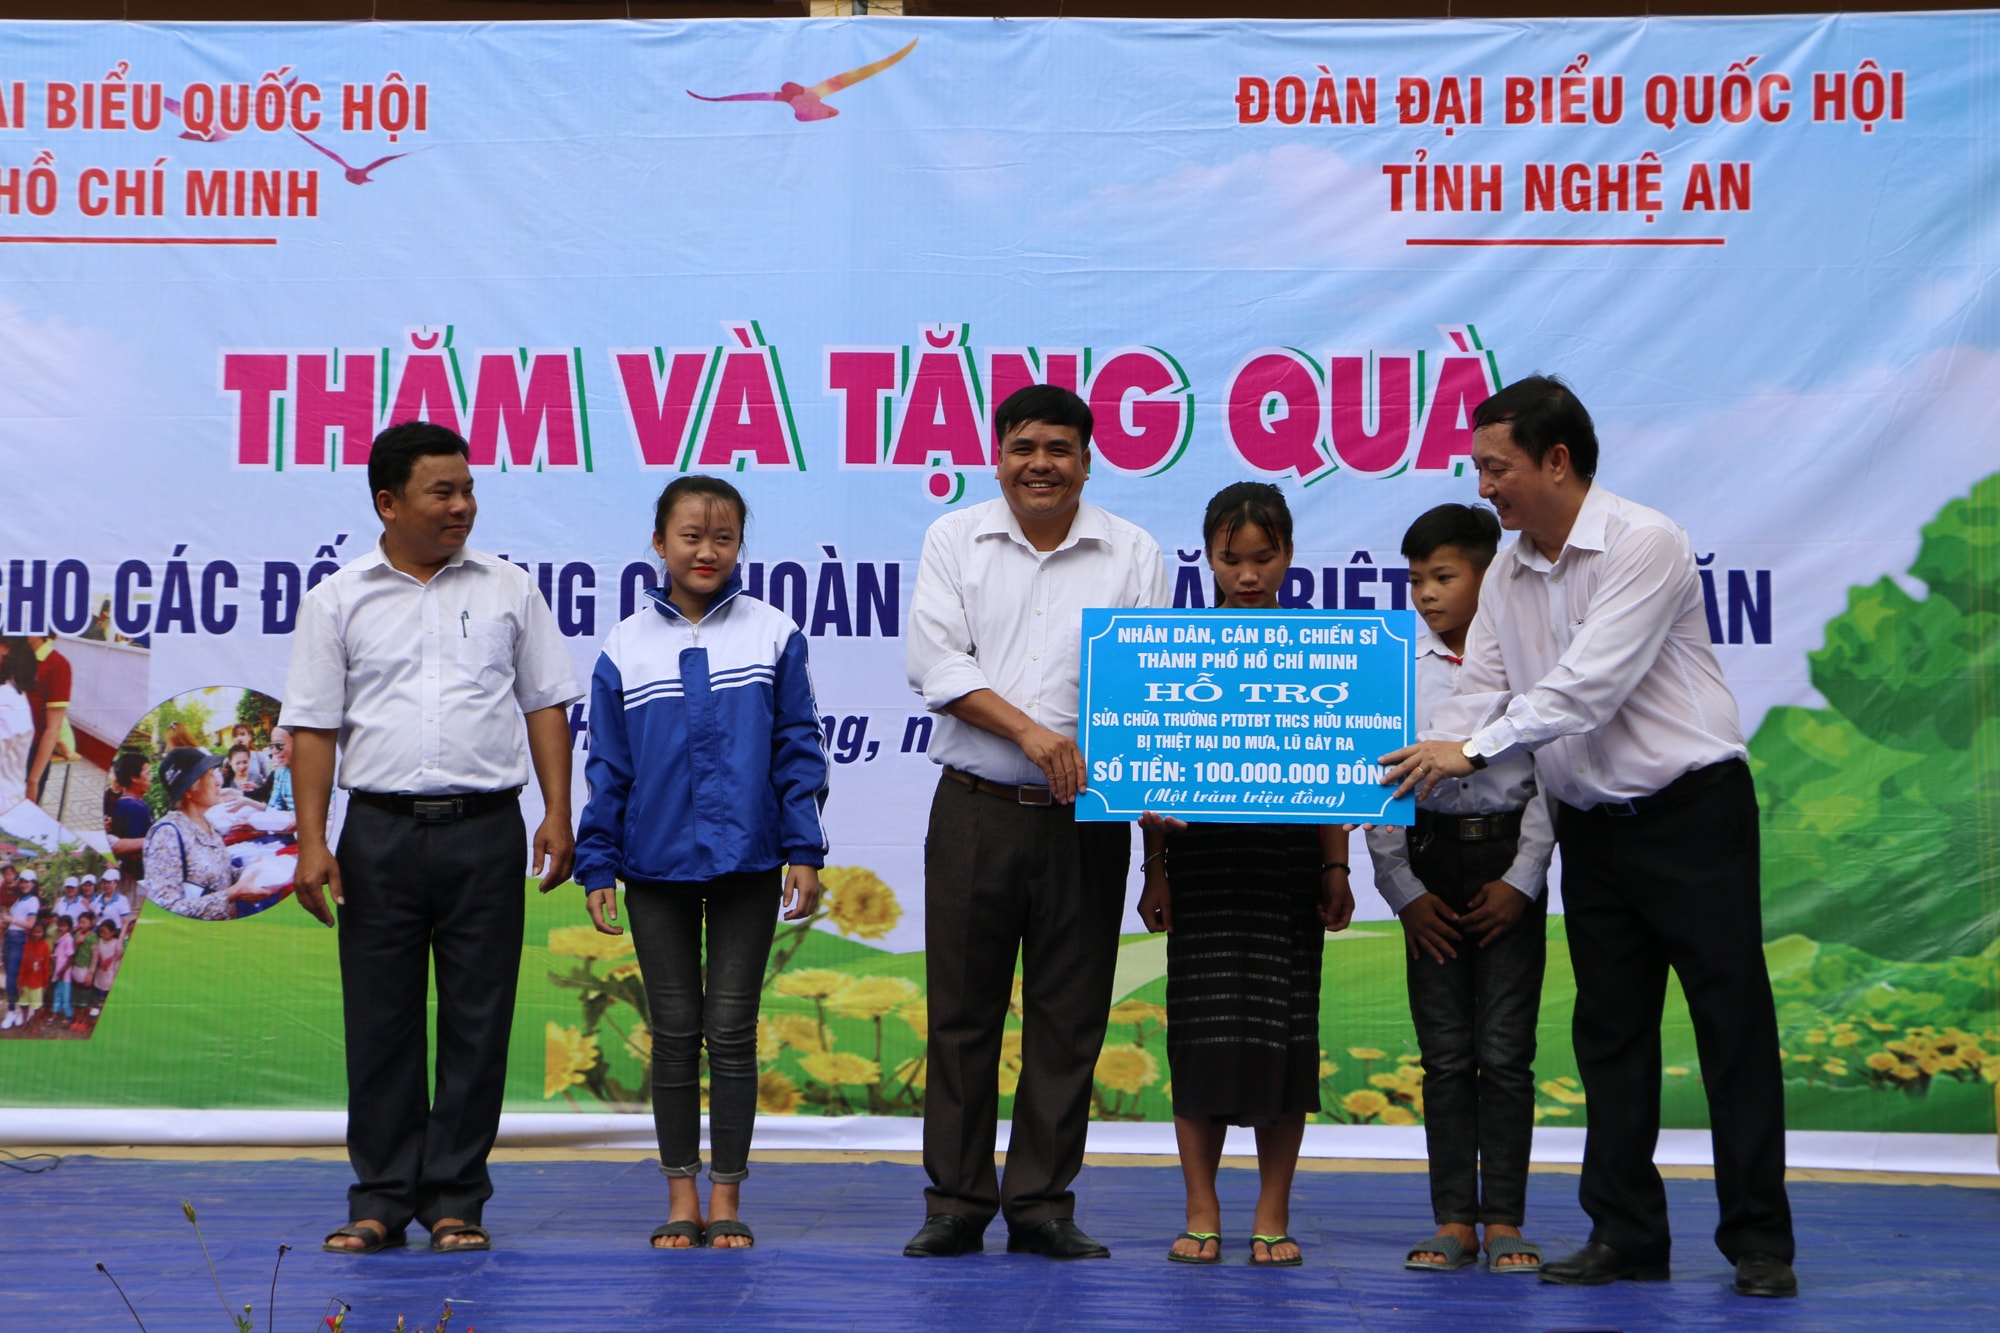 BIỂU QUỐC HỘI
HỒ CHÍ MINH
ĐOÀN ĐẠI BIỂU QUỐC HỘI
TỈNH NGHỆ AN
THĂM VÀ TẶNG QUÀ
CHO CÁC HOÀN BIỆT
NHÂN DÂN, CÁN BỘ, CHIẾN SĨ
THÀNH PHỐ HỒ CHÍ MINH
HỖ TRỢ
SỬA CHỮA TRƯỜNG PTDTBT THCS HỮU KHUÔNG
BỊ THIỆT HẠI DO MƯA, LŨ GÂY RA
SỐ TIỀN: 100.000.000 ĐỒNG
(Một trăm triệu đồng)